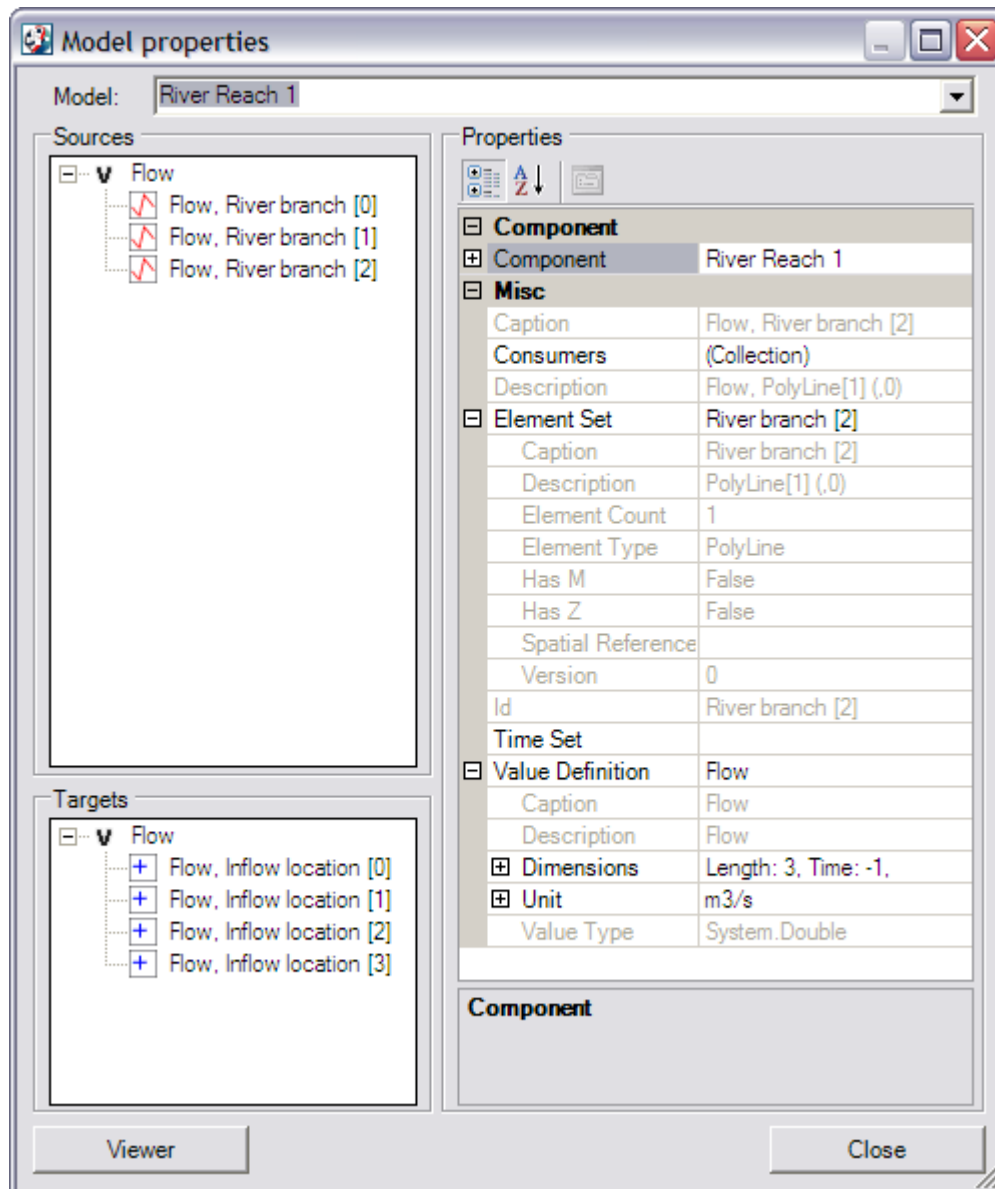 Model properties
Model: River Reach 1
Sources
Flow
Flow, River branch [0]
Flow, River branch [1]
Flow, River branch [2]
Targets
Flow
Flow, Inflow location [0]
Flow, Inflow location [1]
Flow, Inflow location [2]
Flow, Inflow location [3]
Properties
Component
Component River Reach 1
Misc
Caption Flow, River branch [2]
Consumers (Collection)
Description Flow, PolyLine[1] (,0)
Element Set River branch [2]
Caption River branch [2]
Description PolyLine[1] (,0)
Element Count 1
Element Type PolyLine
Has M False
Has Z False
Spatial Reference
Version 0
Id River branch [2]
Time Set
Value Definition Flow
Caption Flow
Description Flow
Dimensions Length: 3, Time: -1,
Unit m3/s
Value Type System.Double
Component
Viewer Close